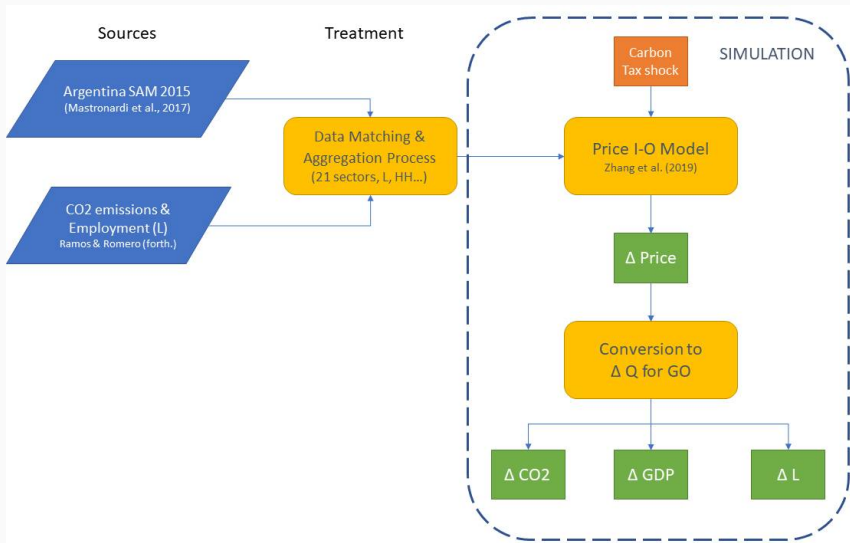 Sources
Treatment
SIMULATION
Carbon
Tax shock
Argentina SAM 2015
(Mastronardi et al., 2017)
Data Matching &
Aggregation Process
(21 sectors, L, HH...)
Price I-O Model
Zhang et al. (2019)
CO2 emissions &
Employment (L)
Ramos & Romero (forth.)
Δ Price
Conversion to
Δ Q for GO
Δ CO2
Δ GDP
Δ L